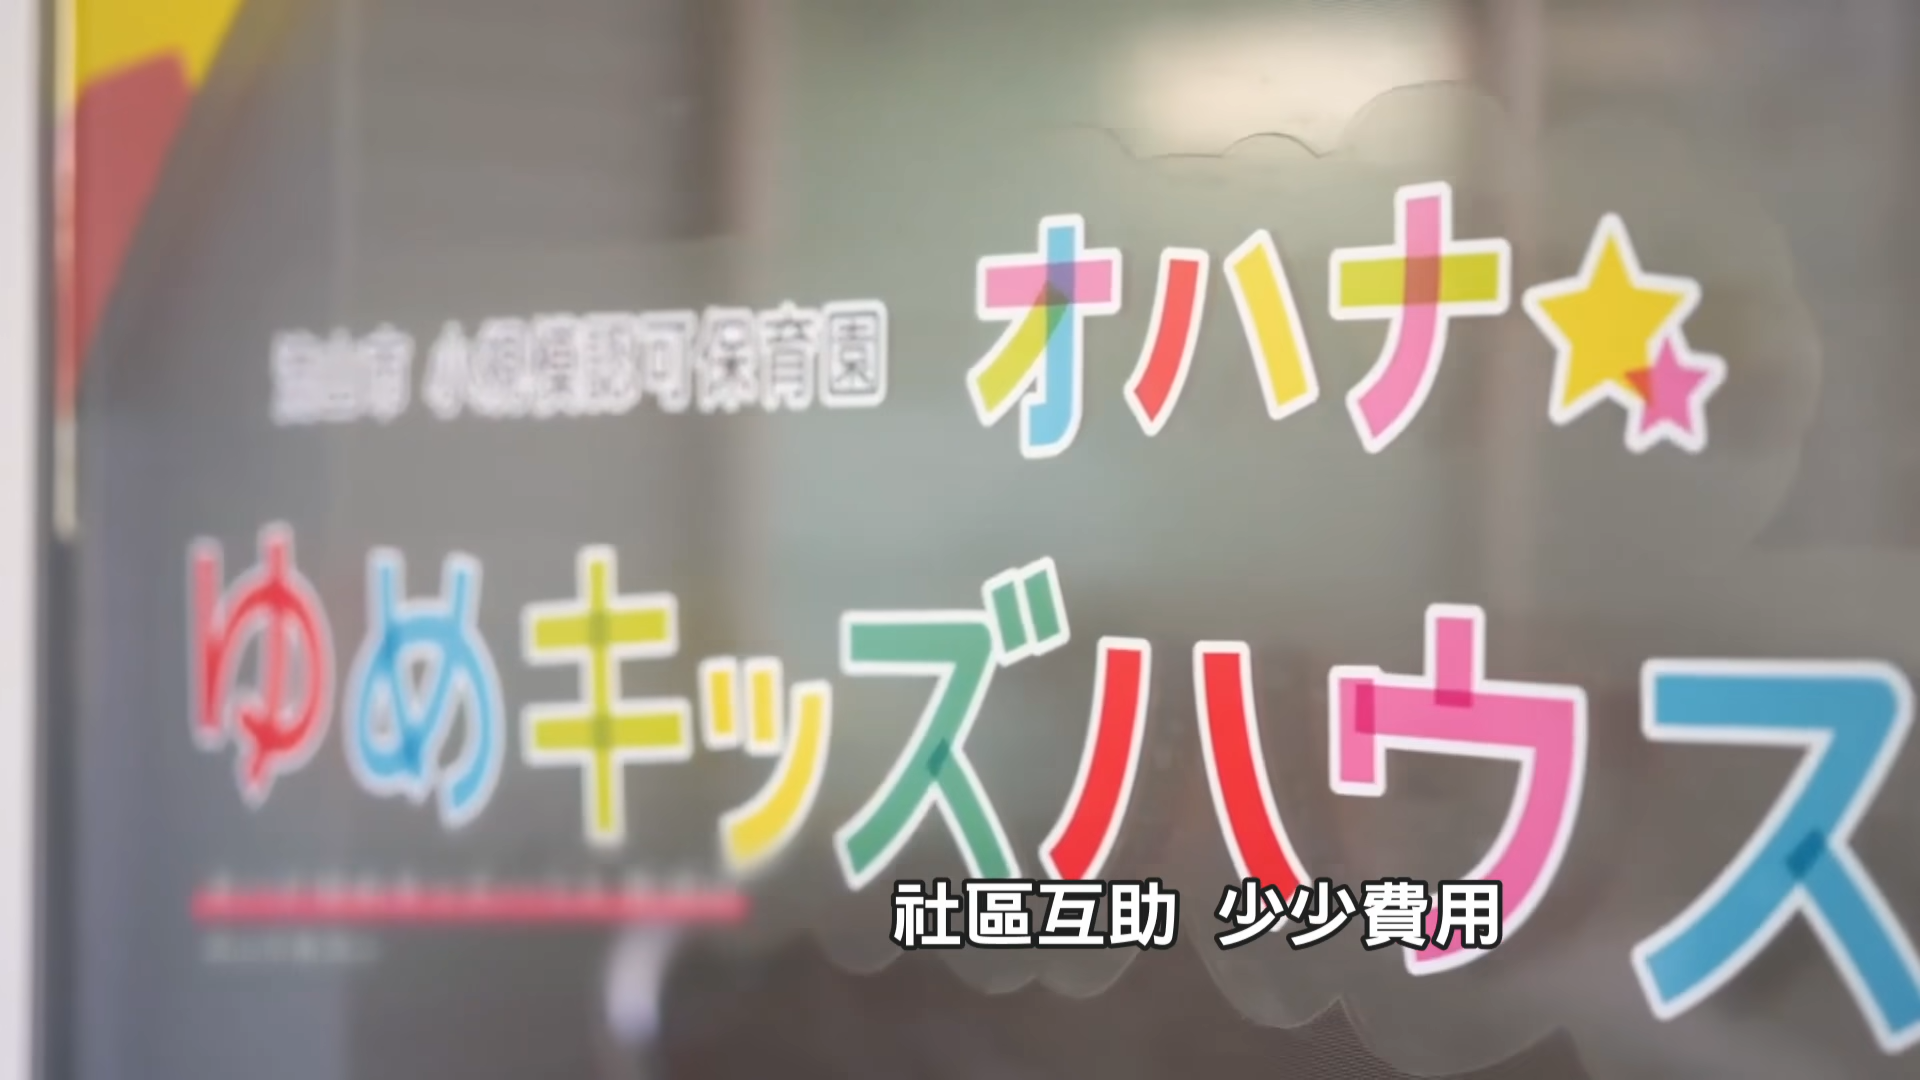 小規模認可保育園 オハナ
ゆめキッズハウス
社區互助 少少費用